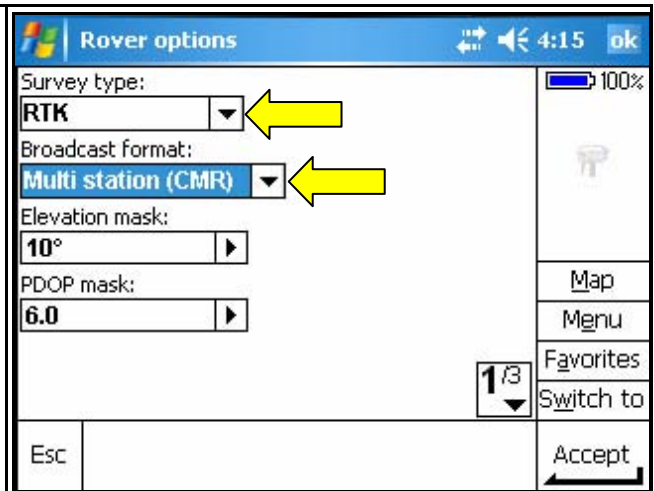 Rover options 4:15 ok
Survey type:
RTK
100%
Broadcast format:
Multi station (CMR)
Elevation mask:
10°
PDOP mask:
6.0
Map
Menu
Favorites
1/3
Switch to
Esc
Accept